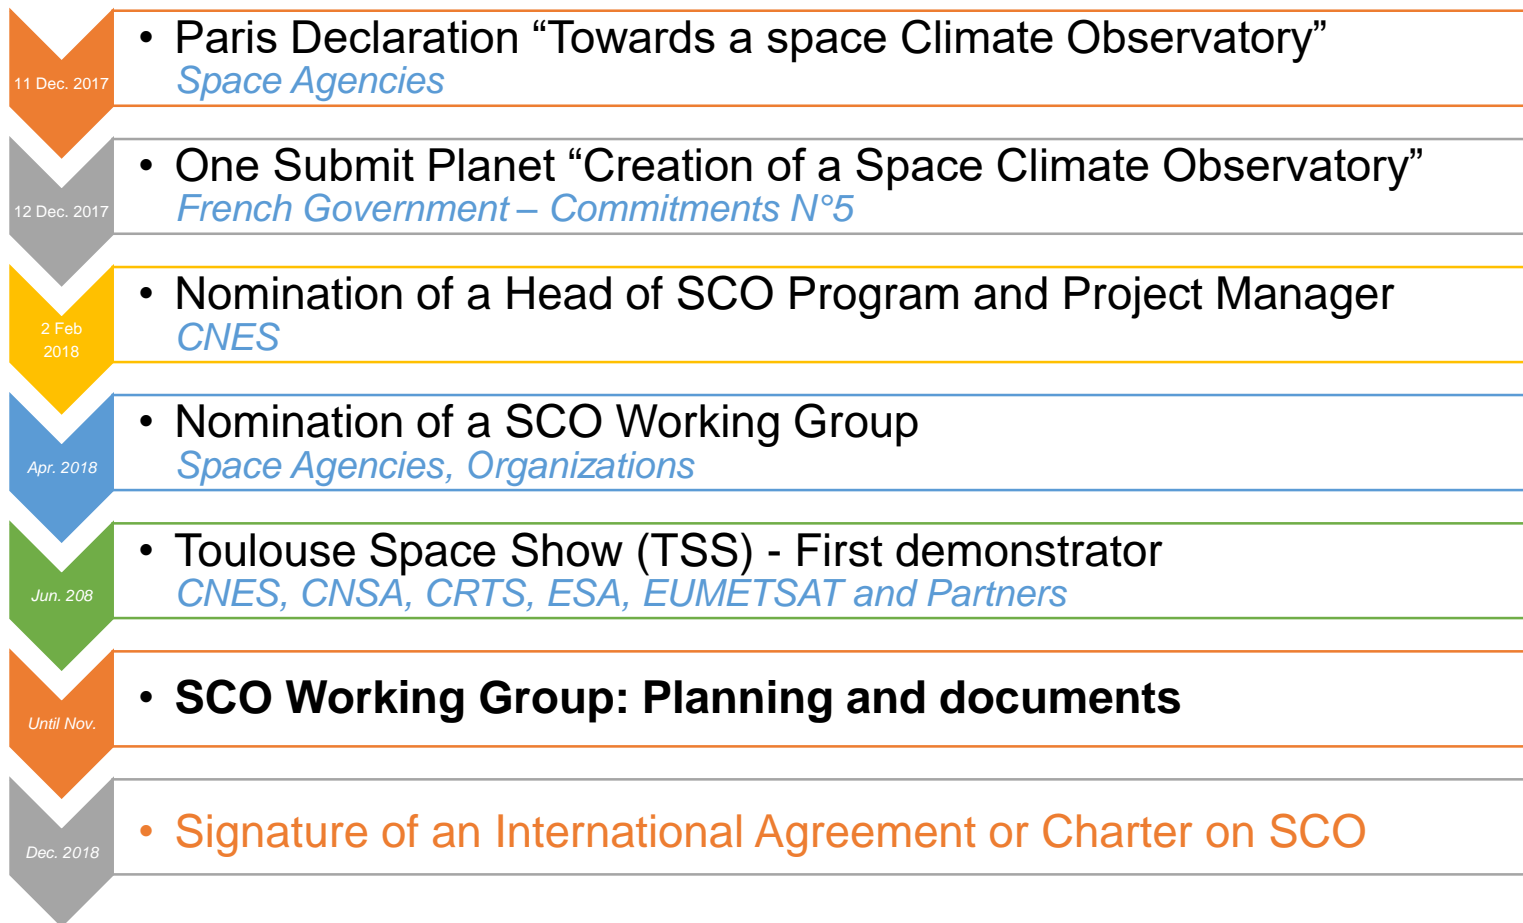 11 Dec. 2017
• Paris Declaration “Towards a space Climate Observatory”
Space Agencies
12 Dec. 2017
• One Submit Planet “Creation of a Space Climate Observatory”
French Government – Commitments N°5
2 Feb
2018
• Nomination of a Head of SCO Program and Project Manager
CNES
Apr. 2018
• Nomination of a SCO Working Group
Space Agencies, Organizations
Jun. 208
• Toulouse Space Show (TSS) - First demonstrator
CNES, CNSA, CRTS, ESA, EUMETSAT and Partners
Until Nov.
• SCO Working Group: Planning and documents
Dec. 2018
• Signature of an International Agreement or Charter on SCO